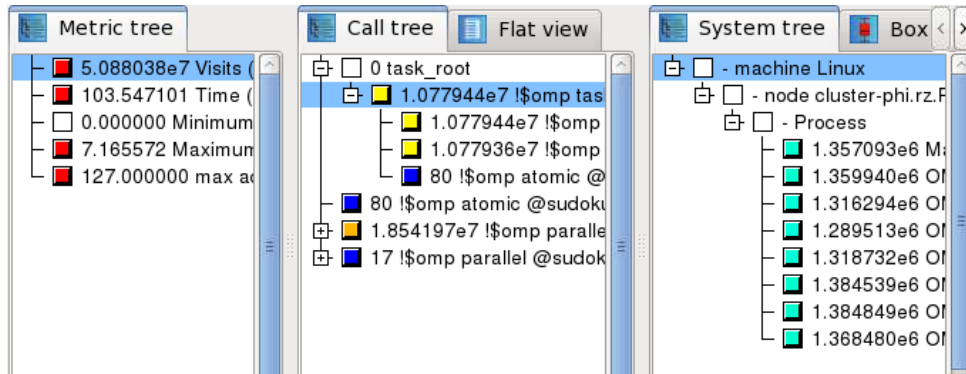 Metric tree
5.088038e7 Visits (
103.547101 Time (
0.000000 Minimum
7.165572 Maximum
127.000000 max
Call tree
Flat view
0 task_root
1.077944e7 !$omp tas
1.077944e7 !$omp
1.077936e7 !$omp
80 !$omp atomic @
80 !$omp atomic @sudoku
1.854197e7 !$omp paralle
17 !$omp parallel @sudok
System tree
Box
- machine Linux
- node cluster-phi.rz.
- Process
1.357093e6 Ma
1.359940e6
1.316294e6
1.289513e6
1.318732e6
1.384539e6
1.384849e6
1.368480e6